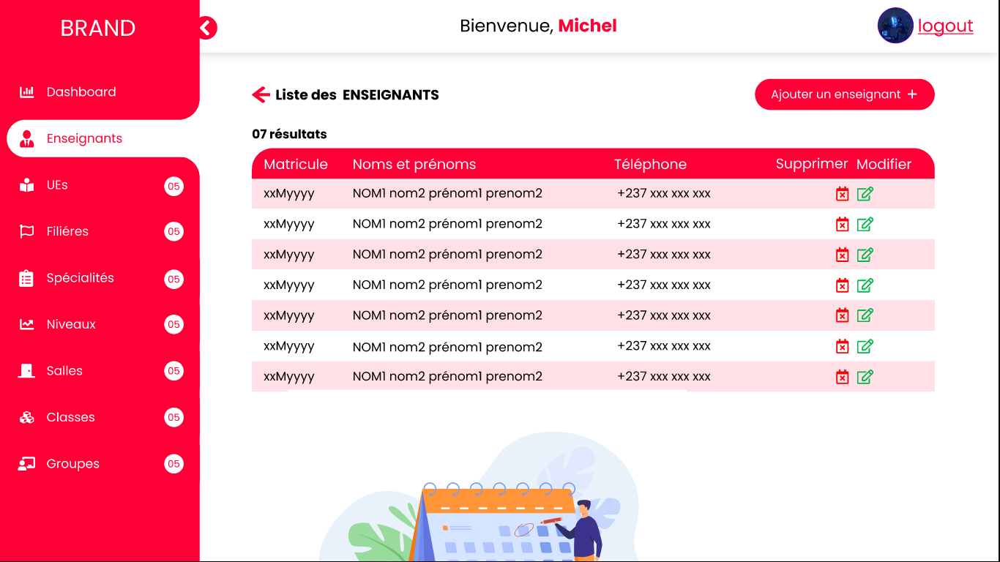 BRAND
Bienvenue, Michel
logout
Dashboard
Enseignants
UEs 05
Filiéres 05
Spécialités 05
Niveaux 05
Salles 05
Classes 05
Groupes 05
Liste des ENSEIGNANTS
Ajouter un enseignant +
07 résultats
Matricule Noms et prénoms Téléphone Supprimer Modifier
xxMyyyy NOM1 nom2 prénom1 prenom2 +237 xxx xxx xxx
xxMyyyy NOM1 nom2 prénom1 prenom2 +237 xxx xxx xxx
xxMyyyy NOM1 nom2 prénom1 prenom2 +237 xxx xxx xxx
xxMyyyy NOM1 nom2 prénom1 prenom2 +237 xxx xxx xxx
xxMyyyy NOM1 nom2 prénom1 prenom2 +237 xxx xxx xxx
xxMyyyy NOM1 nom2 prénom1 prenom2 +237 xxx xxx xxx
xxMyyyy NOM1 nom2 prénom1 prenom2 +237 xxx xxx xxx